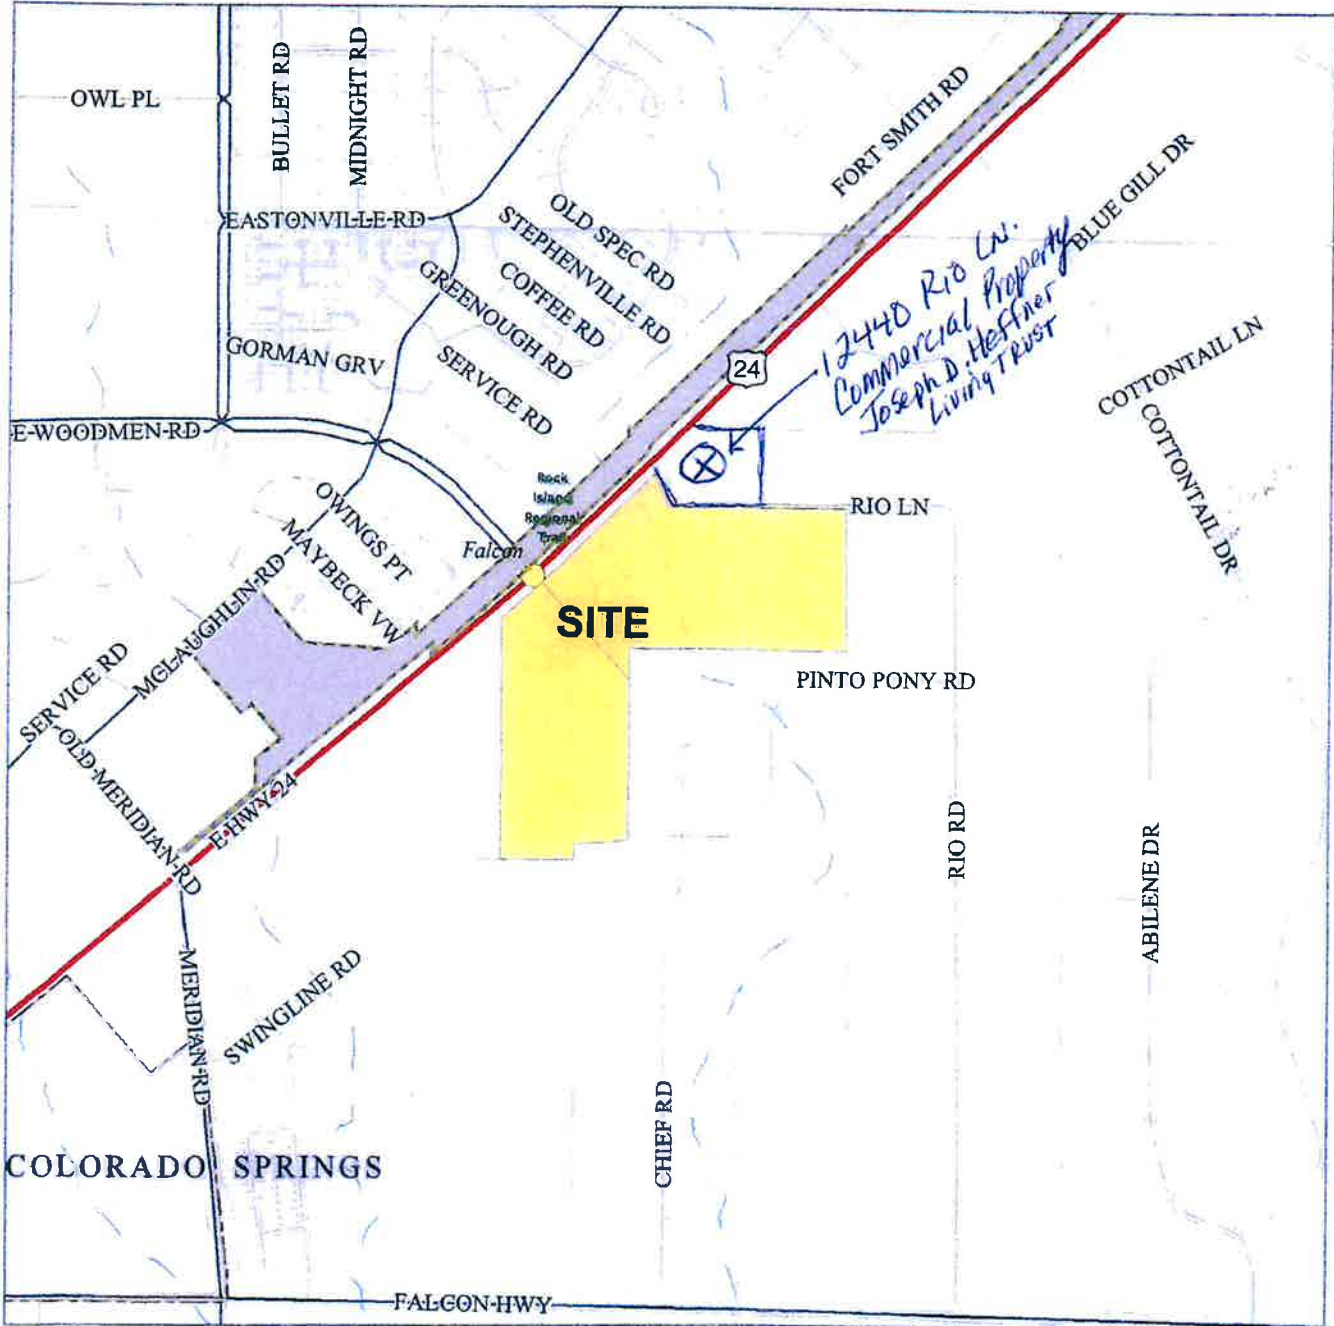 OWL PL
BULLET RD
MIDNIGHT RD
FORT SMITH RD
BLUE GILL DR
EASTONVILLE RD
OLD SPEC RD
STEPHENVILLE RD
COFFEE RD
GREENOUGH RD
SERVICE RD
GORMAN GRV
12440 Rio LN.
Commercial Property
Joseph D. Heffner
Living TRUST
24
COTTONTAIL LN
COTTONTAIL DR
E WOODMEN RD
Rock
Island
Regional
Trail
RIO LN
OWINGS PT
MAYBECK VW
Falcon
SITE
MCLAUGHLIN RD
SERVICE RD
PINTO PONY RD
OLD MERIDIAN RD
E HWY 24
RIO RD
ABILENE DR
MERIDIAN RD
SWINGLINE RD
CHIEF RD
COLORADO SPRINGS
FALCON HWY